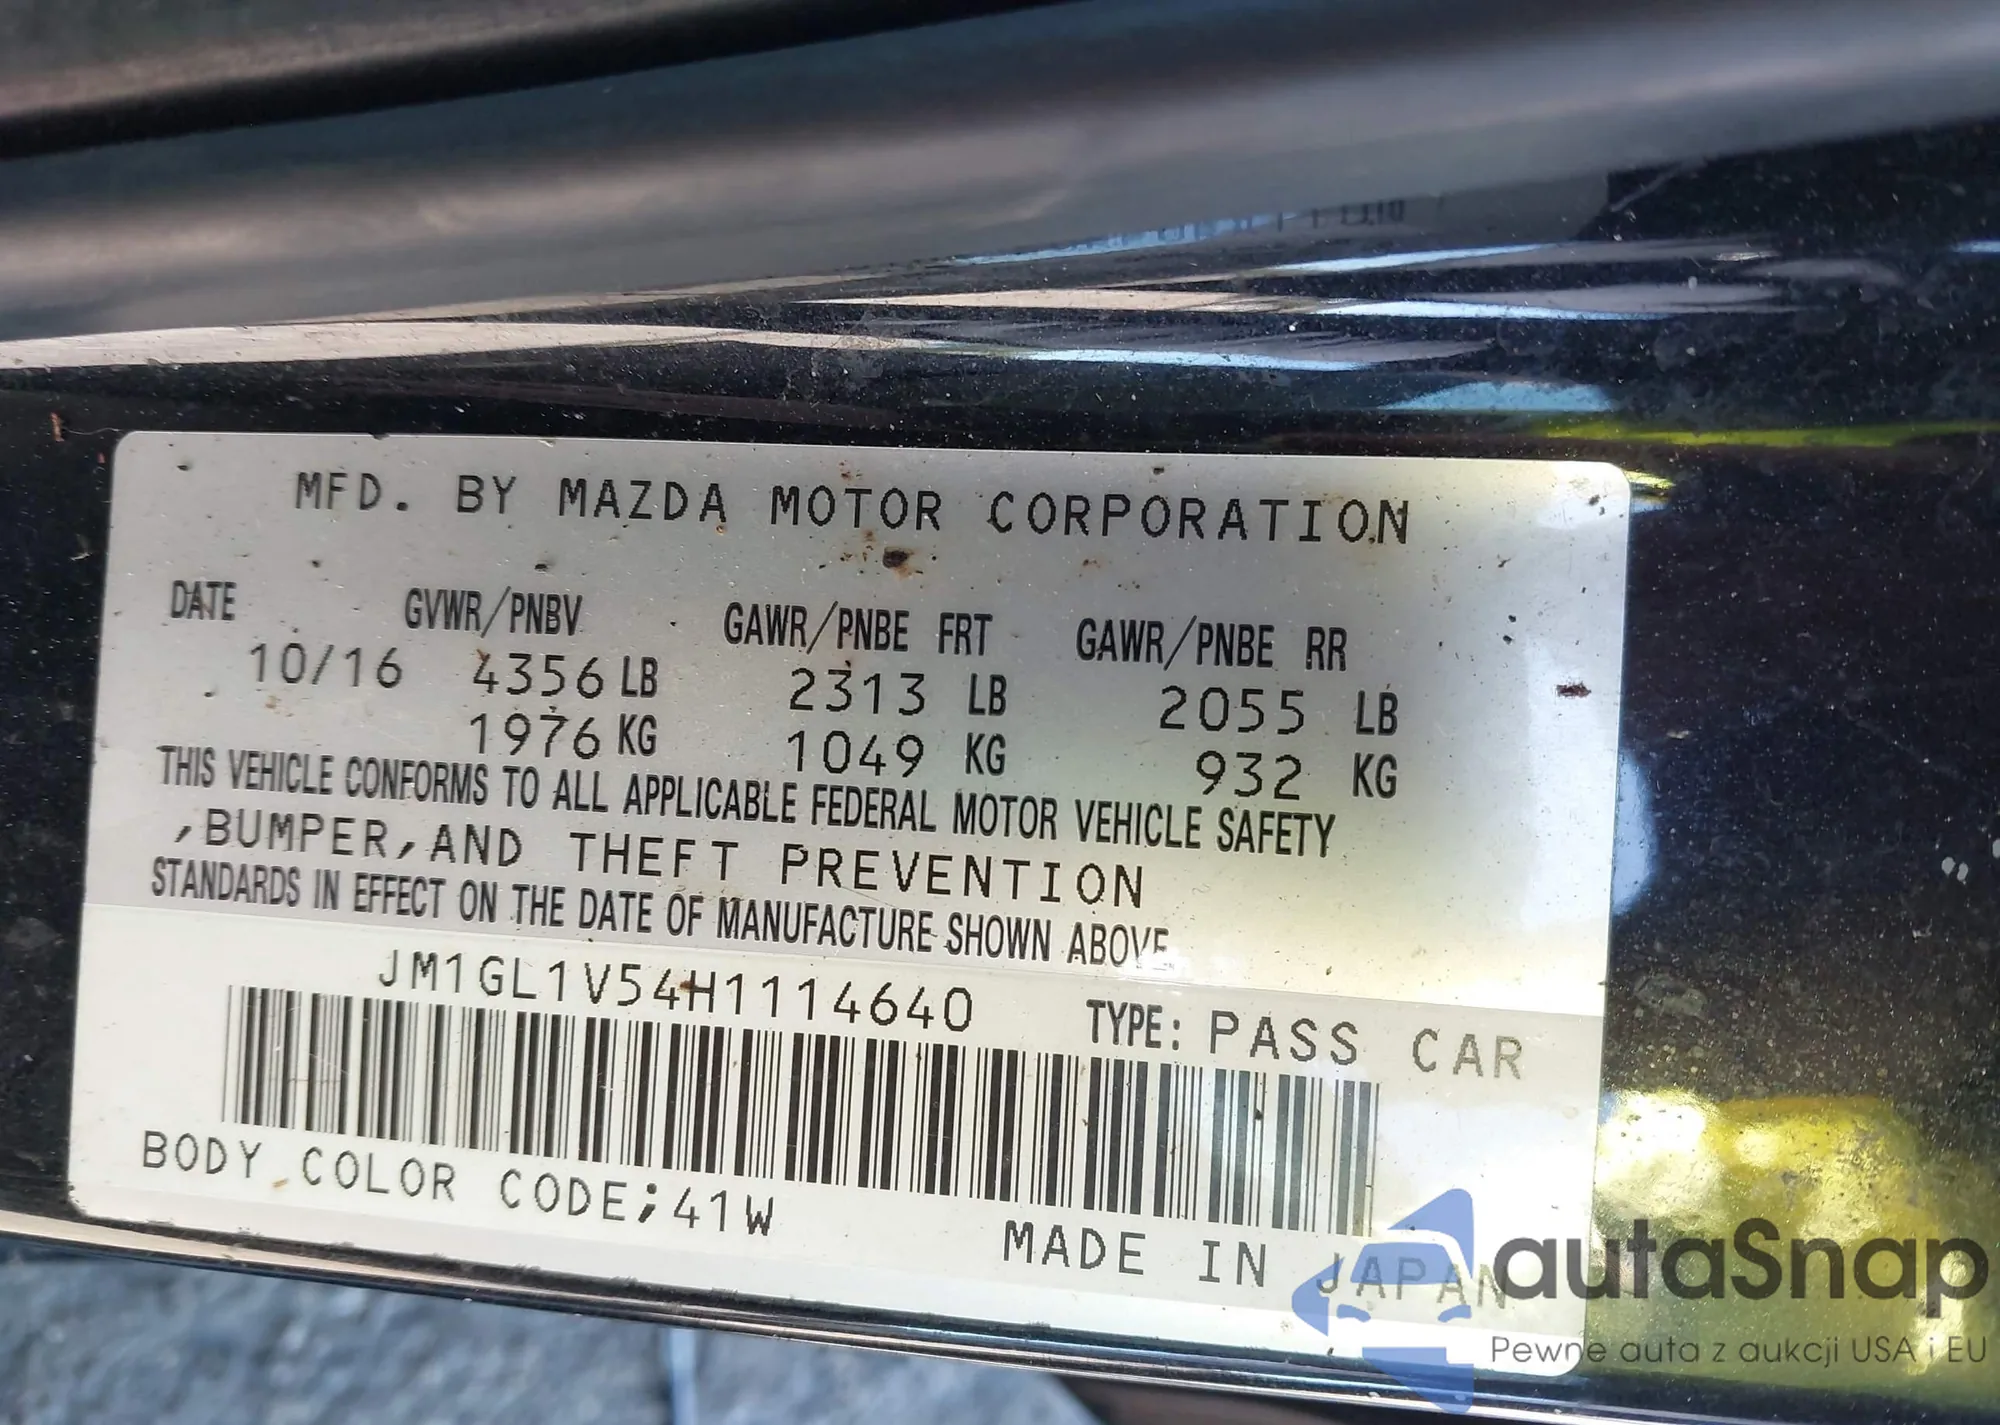 MFD. BY MAZDA MOTOR CORPORATION
DATE GVWR/PNBV GAWR/PNBE FRT GAWR/PNBE RR
10/16 4356 LB 2313 LB 2055 LB
1976 KG 1049 KG 932 KG
THIS VEHICLE CONFORMS TO ALL APPLICABLE FEDERAL MOTOR VEHICLE SAFETY
,BUMPER,AND THEFT PREVENTION
STANDARDS IN EFFECT ON THE DATE OF MANUFACTURE SHOWN ABOVE.
JM1GL1V54H1114640 TYPE: PASS CAR
BODY COLOR CODE;41W
MADE IN JAPAN
autaSnap
Pewne auta z aukcji USA i EU